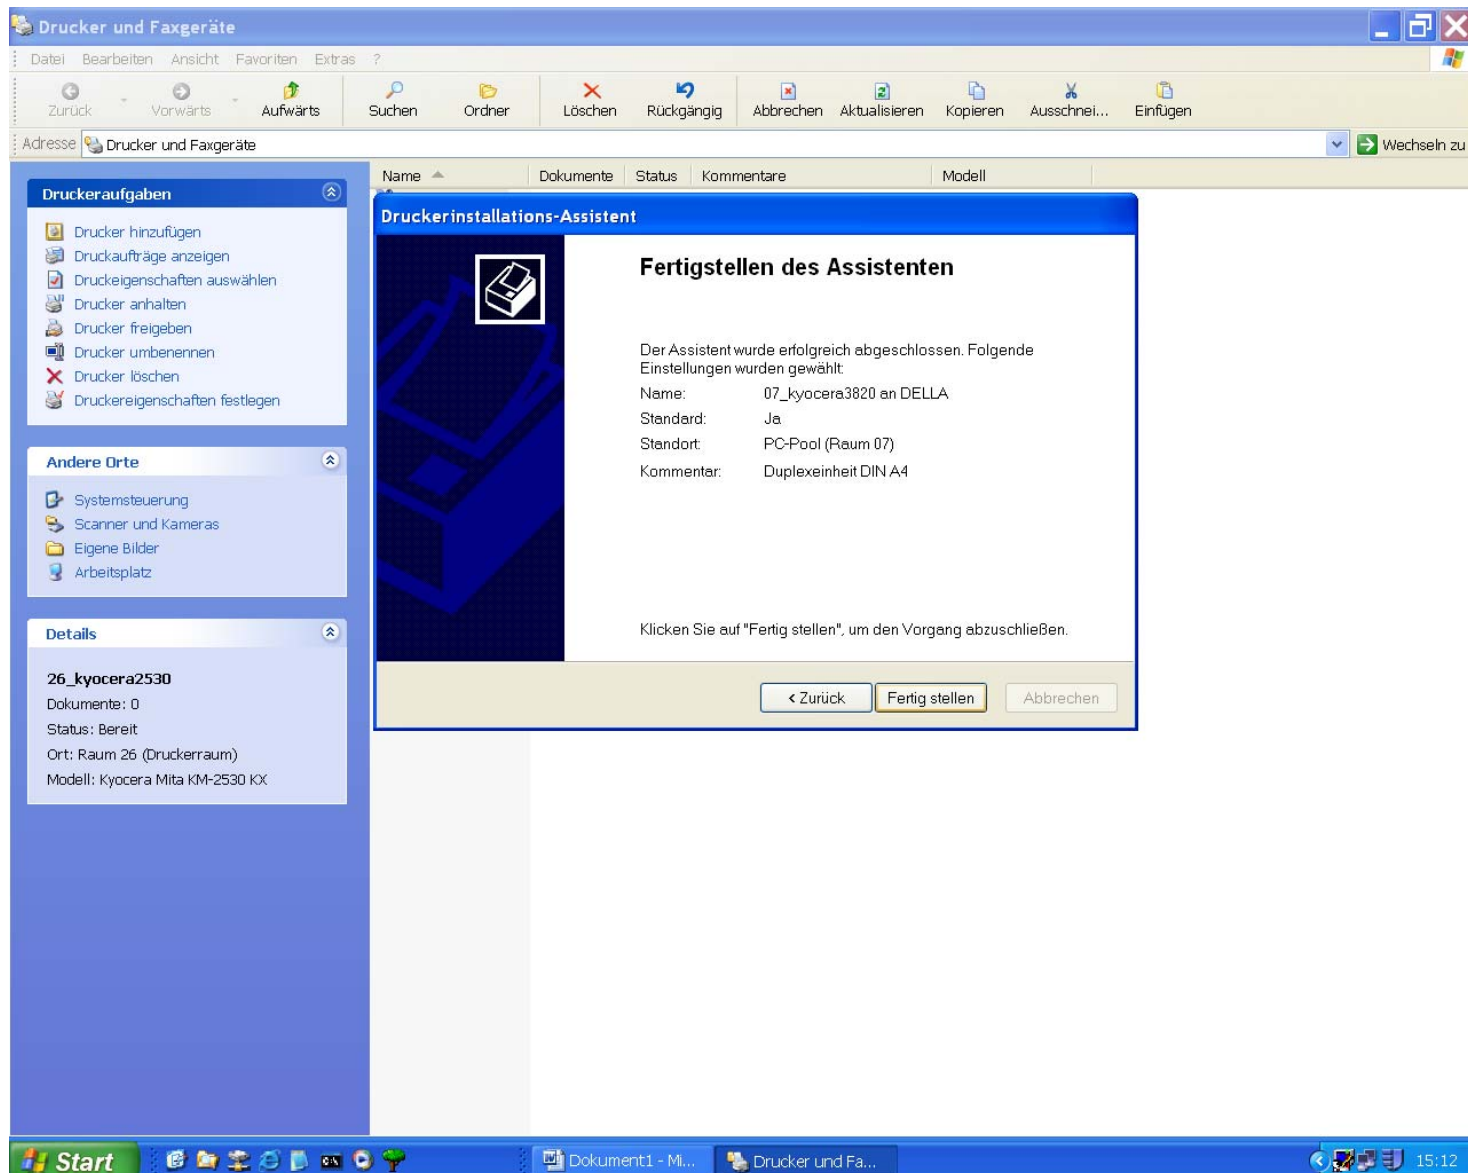 Drucker und Faxgeräte
Datei Bearbeiten Ansicht Favoriten Extras ?
Zurück Vorwärts Aufwärts Suchen Ordner Löschen Rückgängig Abbrechen Aktualisieren Kopieren Ausschnei... Einfügen
Adresse Drucker und Faxgeräte Wechseln zu
Name Dokumente Status Kommentare Modell
Druckeraufgaben
Drucker hinzufügen
Druckaufträge anzeigen
Druckeigenschaften auswählen
Drucker anhalten
Drucker freigeben
Drucker umbenennen
Drucker löschen
Druckereigenschaften festlegen
Andere Orte
Systemsteuerung
Scanner und Kameras
Eigene Bilder
Arbeitsplatz
Details
26_kyocera2530
Dokumente: 0
Status: Bereit
Ort: Raum 26 (Druckerraum)
Modell: Kyocera Mita KM-2530 KX
Druckerinstallations-Assistent
Fertigstellen des Assistenten
Der Assistent wurde erfolgreich abgeschlossen. Folgende
Einstellungen wurden gewählt:
Name: 07_kyocera3820 an DELLA
Standard: Ja
Standort: PC-Pool (Raum 07)
Kommentar: Duplexeinheit DIN A4
Klicken Sie auf "Fertig stellen", um den Vorgang abzuschließen.
< Zurück Fertig stellen Abbrechen
Start Dokument1 - Mi... Drucker und Fa... 15:12